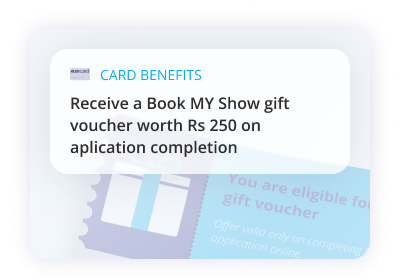 CARD BENEFITS
Receive a Book MY Show gift
voucher worth Rs 250 on
aplication completion
You are eligible for
gift voucher
Offer valid only on completing
application online